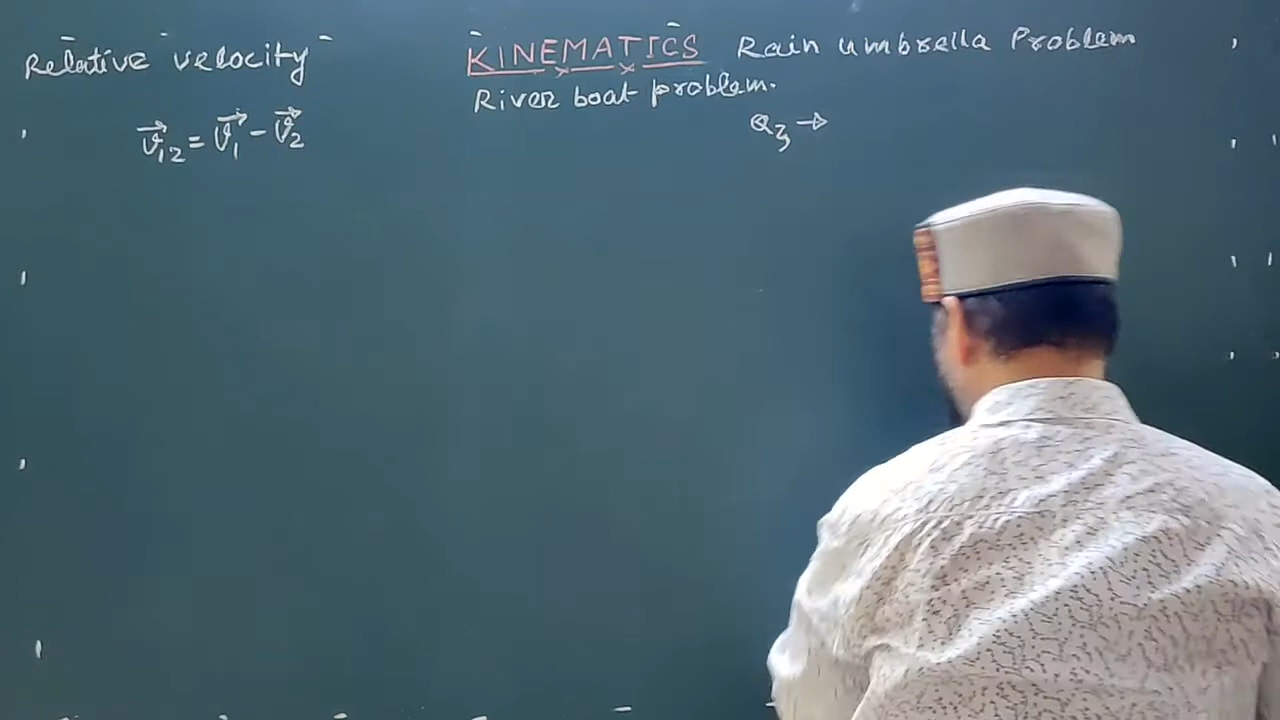 Relative velocity
v⃗₁₂ = v⃗₁ − v⃗₂
KINEMATICS Rain umbrella Problem
River boat problem.
Q₃ →